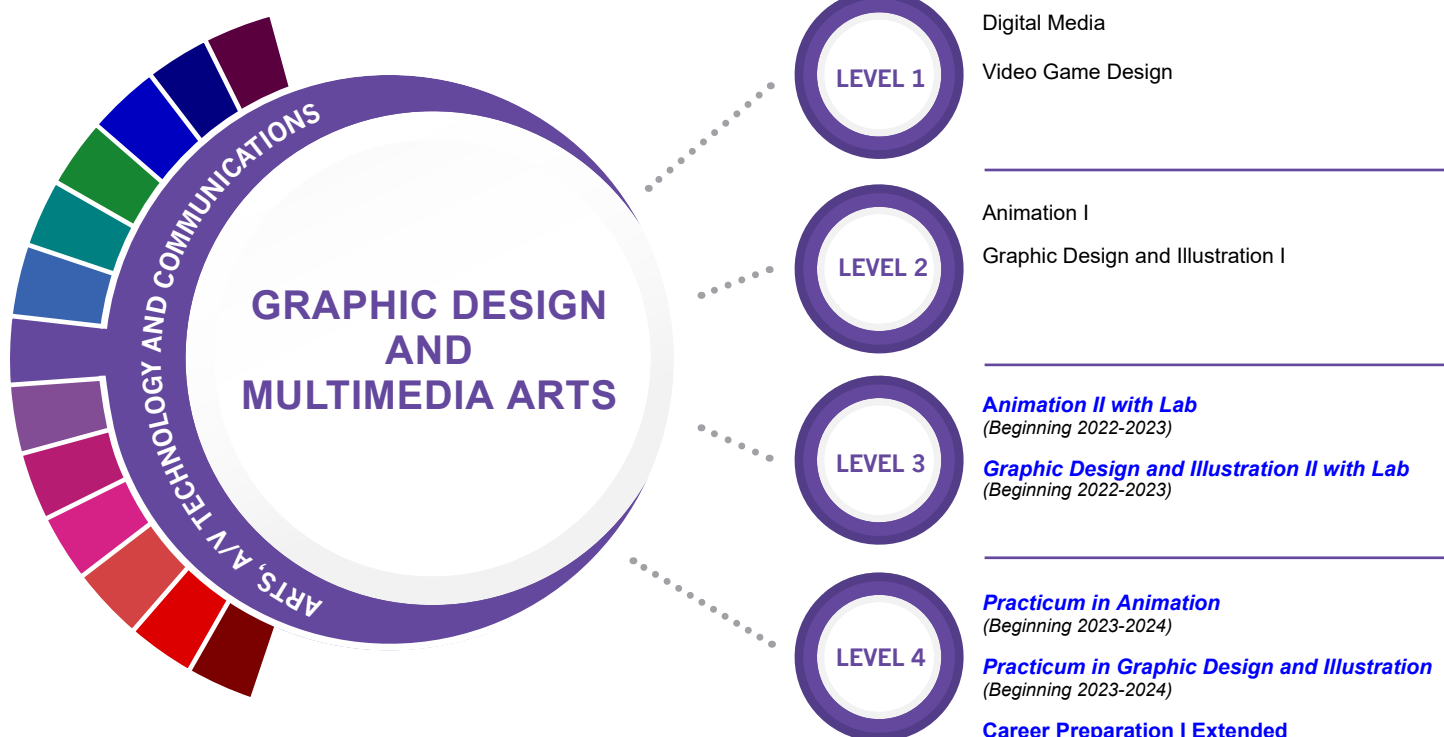 ARTS, A/V TECHNOLOGY AND COMMUNICATIONS
GRAPHIC DESIGN
AND
MULTIMEDIA ARTS
LEVEL 1
Digital Media
Video Game Design
LEVEL 2
Animation I
Graphic Design and Illustration I
LEVEL 3
Animation II with Lab
(Beginning 2022-2023)
Graphic Design and Illustration II with Lab
(Beginning 2022-2023)
LEVEL 4
Practicum in Animation
(Beginning 2023-2024)
Practicum in Graphic Design and Illustration
(Beginning 2023-2024)
Career Preparation I Extended